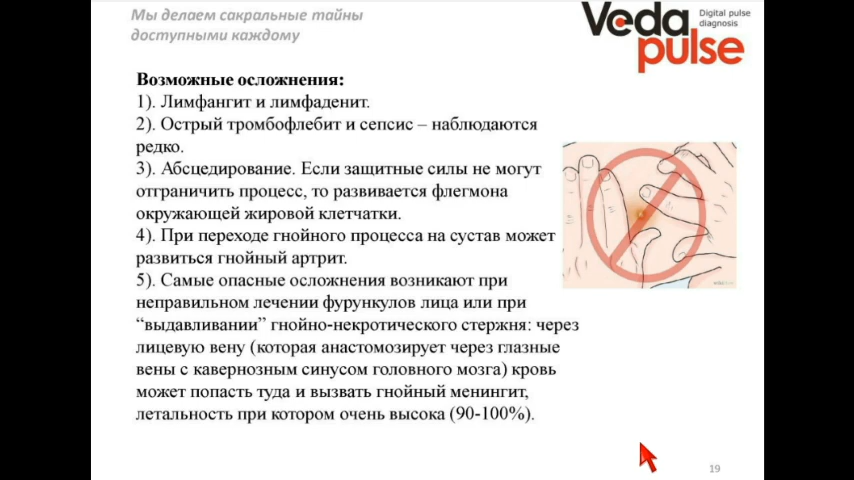 Мы делаем сакральные тайны
доступными каждому
Veda
pulse
Digital pulse
diagnosis
Возможные осложнения:
1). Лимфангит и лимфаденит.
2). Острый тромбофлебит и сепсис – наблюдаются
редко.
3). Абсцедирование. Если защитные силы не могут
отграничить процесс, то развивается флегмона
окружающей жировой клетчатки.
4). При переходе гнойного процесса на сустав может
развиться гнойный артрит.
5). Самые опасные осложнения возникают при
неправильном лечении фурункулов лица или при
“выдавливании” гнойно-некротического стержня: через
лицевую вену (которая анастомозирует через глазные
вены с кавернозным синусом головного мозга) кровь
может попасть туда и вызвать гнойный менингит,
летальность при котором очень высока (90-100%).
19